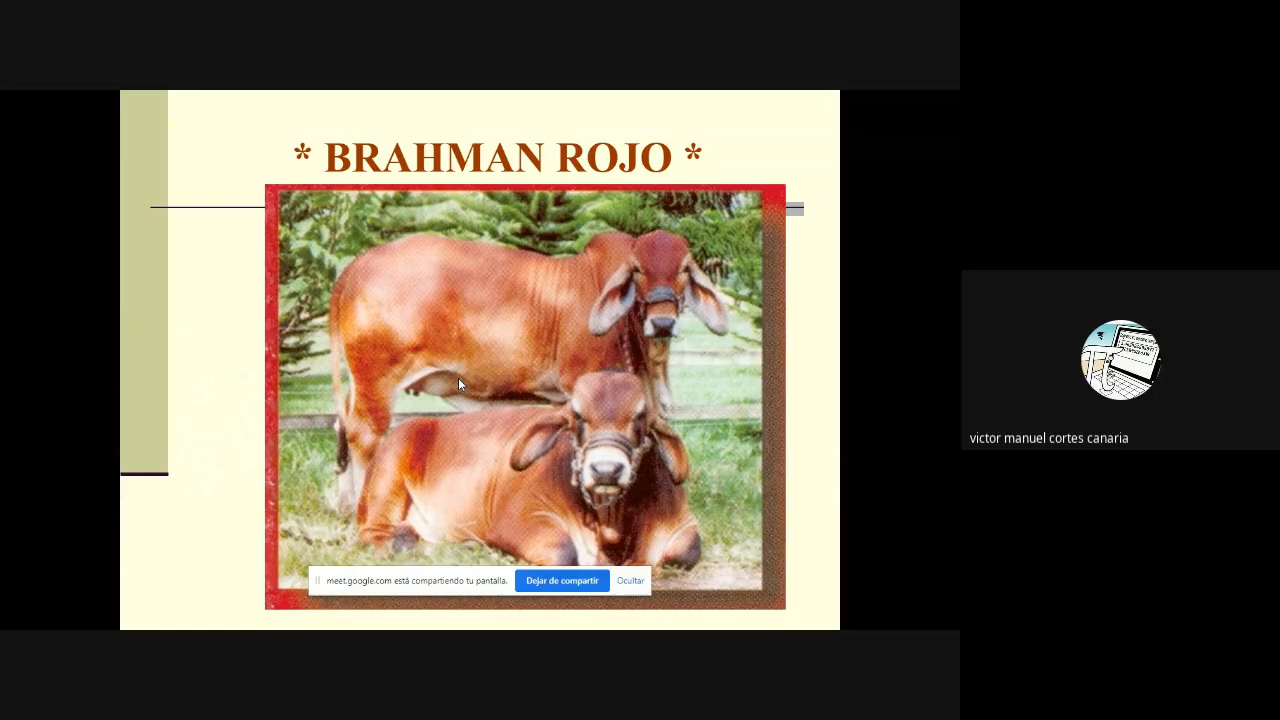 * BRAHMAN ROJO *
meet.google.com está compartiendo tu pantalla.
Dejar de compartir
Ocultar
victor manuel cortes canaria